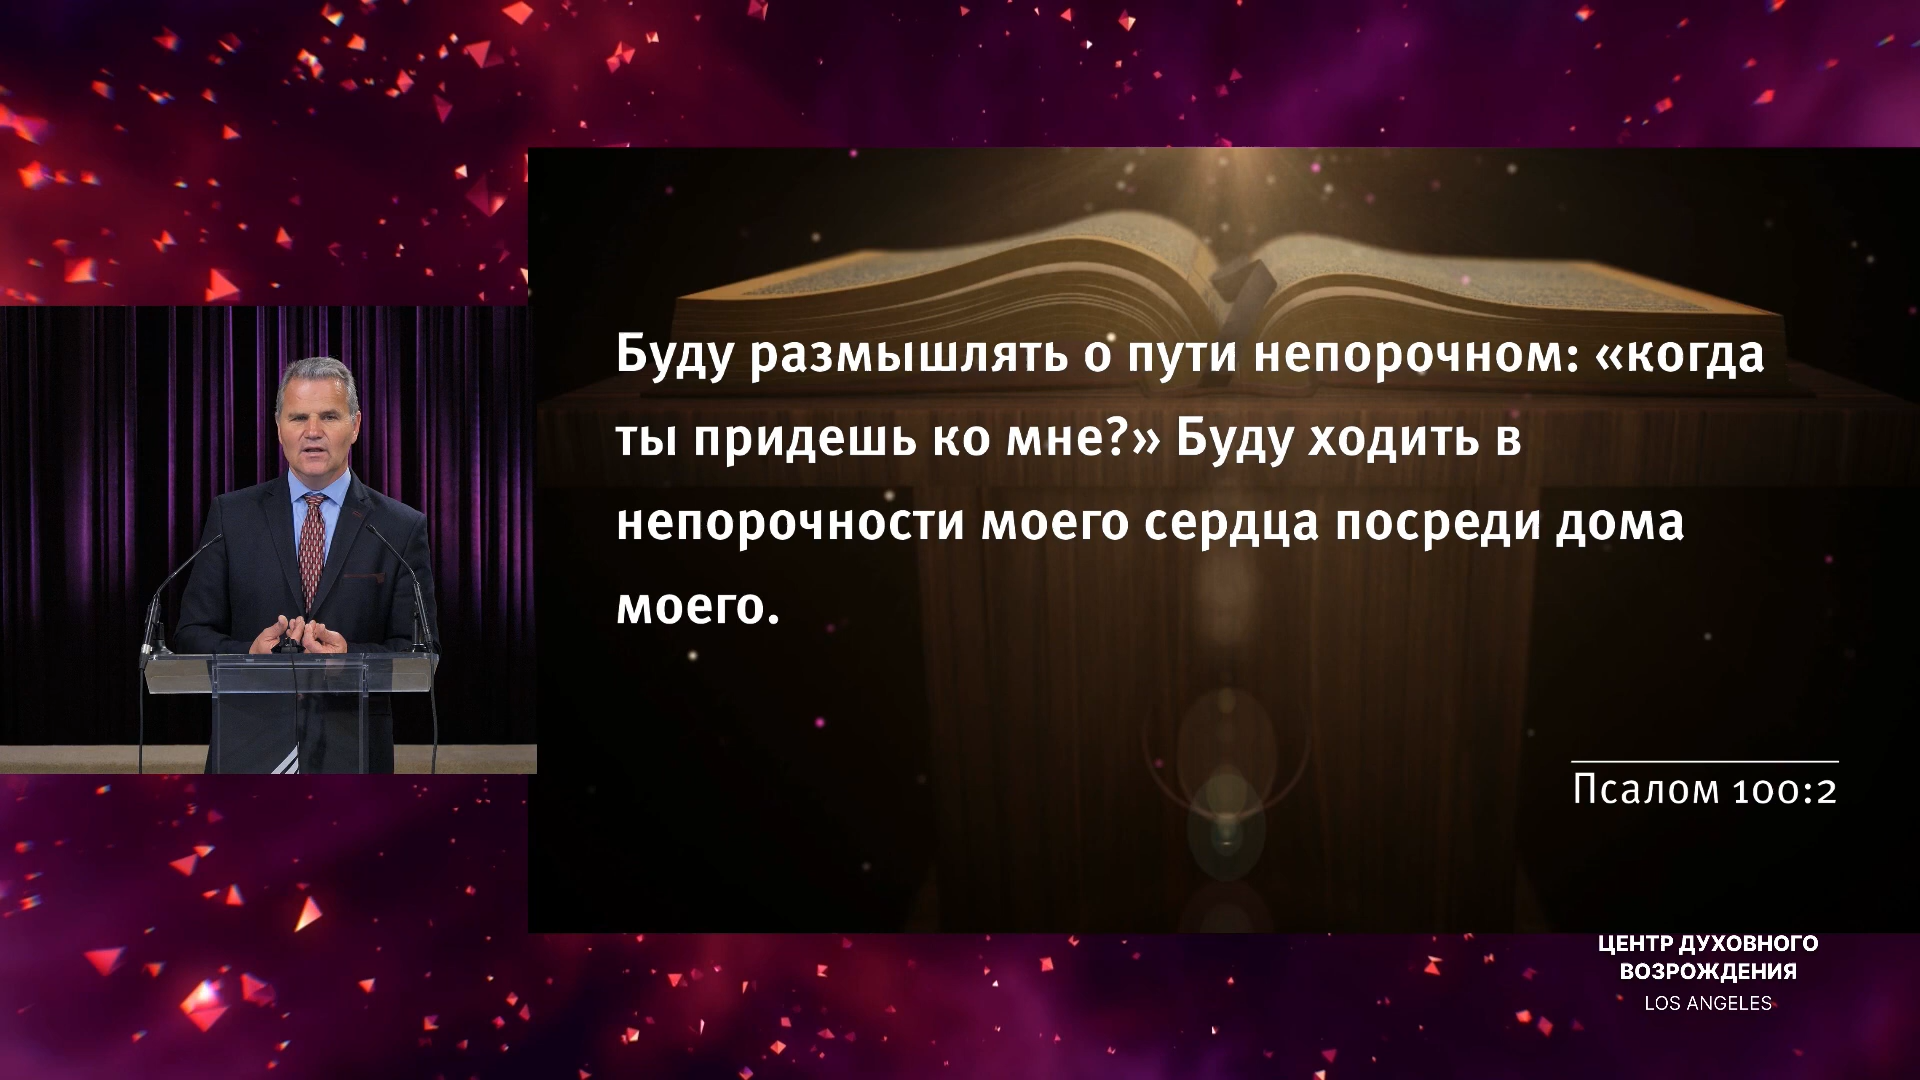 Буду размышлять о пути непорочном: «когда
ты придешь ко мне?» Буду ходить в
непорочности моего сердца посреди дома
моего.
Псалом 100:2
ЦЕНТР ДУХОВНОГО
ВОЗРОЖДЕНИЯ
LOS ANGELES